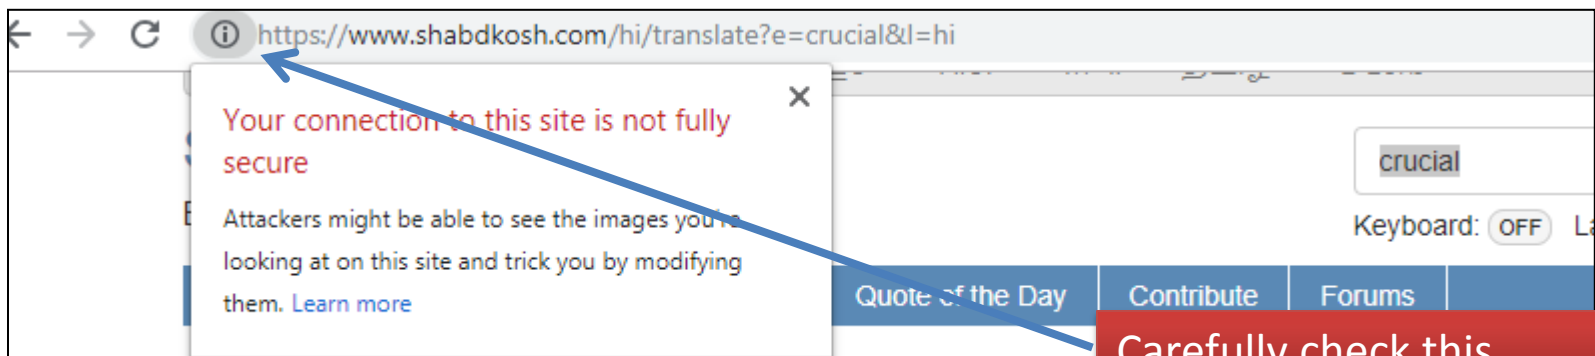 https://www.shabdkosh.com/hi/translate?e=crucial&l=hi
Your connection to this site is not fully
secure
Attackers might be able to see the images you're
looking at on this site and trick you by modifying
them. Learn more
crucial
Keyboard: OFF
Quote of the Day Contribute Forums
Carefully check this